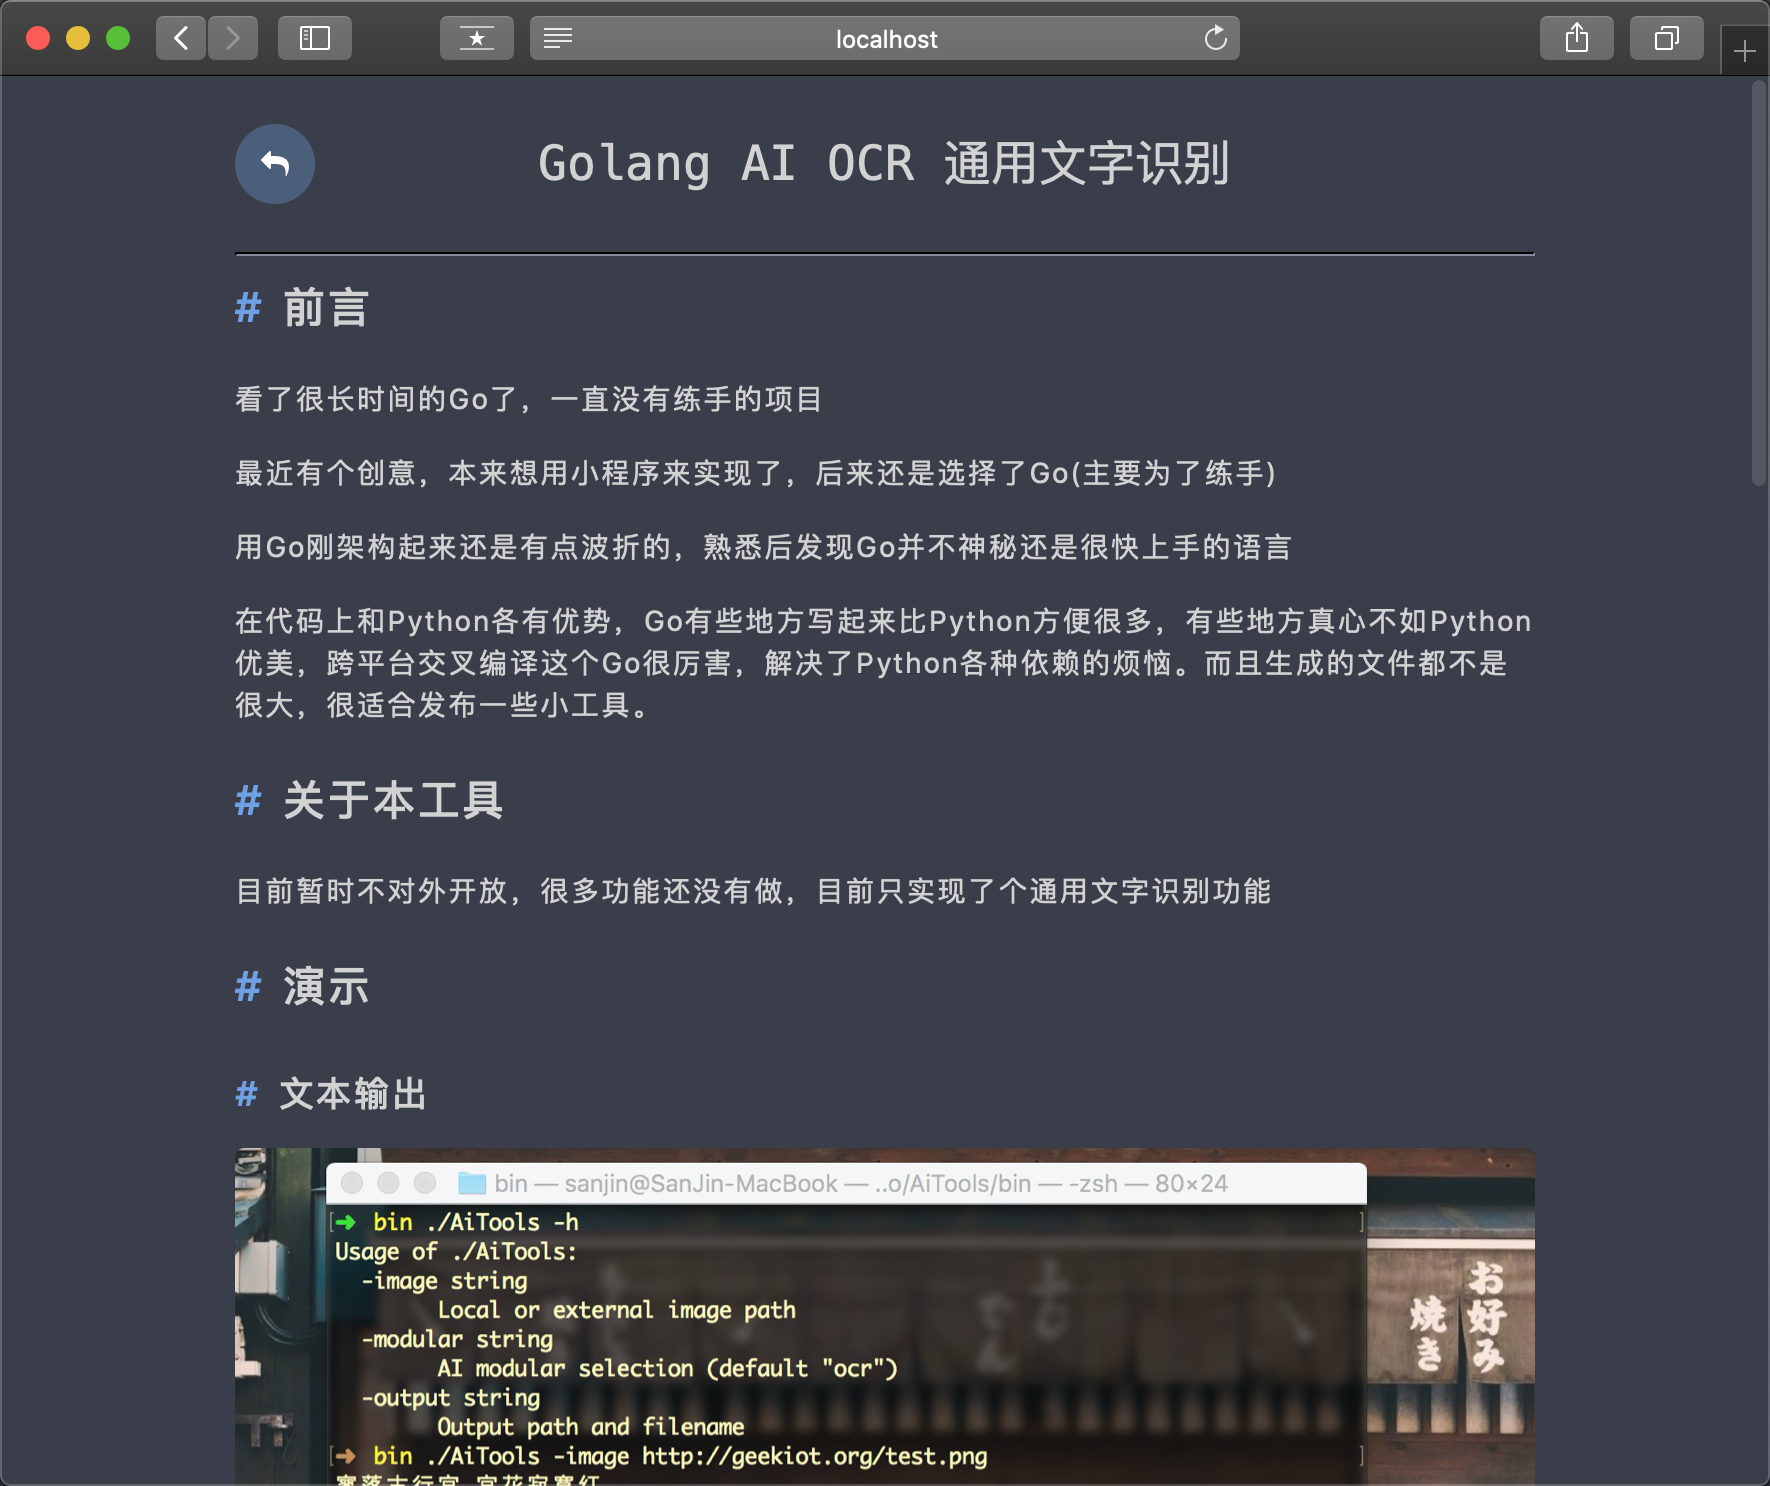 localhost
Golang AI OCR 通用文字识别
# 前言
看了很长时间的Go了，一直没有练手的项目
最近有个创意，本来想用小程序来实现了，后来还是选择了Go(主要为了练手)
用Go刚架构起来还是有点波折的，熟悉后发现Go并不神秘还是很快上手的语言
在代码上和Python各有优势，Go有些地方写起来比Python方便很多，有些地方真心不如Python
优美，跨平台交叉编译这个Go很厉害，解决了Python各种依赖的烦恼。而且生成的文件都不是
很大，很适合发布一些小工具。
# 关于本工具
目前暂时不对外开放，很多功能还没有做，目前只实现了个通用文字识别功能
# 演示
# 文本输出
bin — sanjin@SanJin-MacBook — ..o/AiTools/bin — -zsh — 80×24
[➜ bin ./AiTools -h ]
Usage of ./AiTools:
-image string
Local or external image path
-modular string
AI modular selection (default "ocr")
-output string
Output path and filename
[➜ bin ./AiTools -image http://geekiot.org/test.png ]
寥落古行宫,宫花寂寞红
お好み
焼き